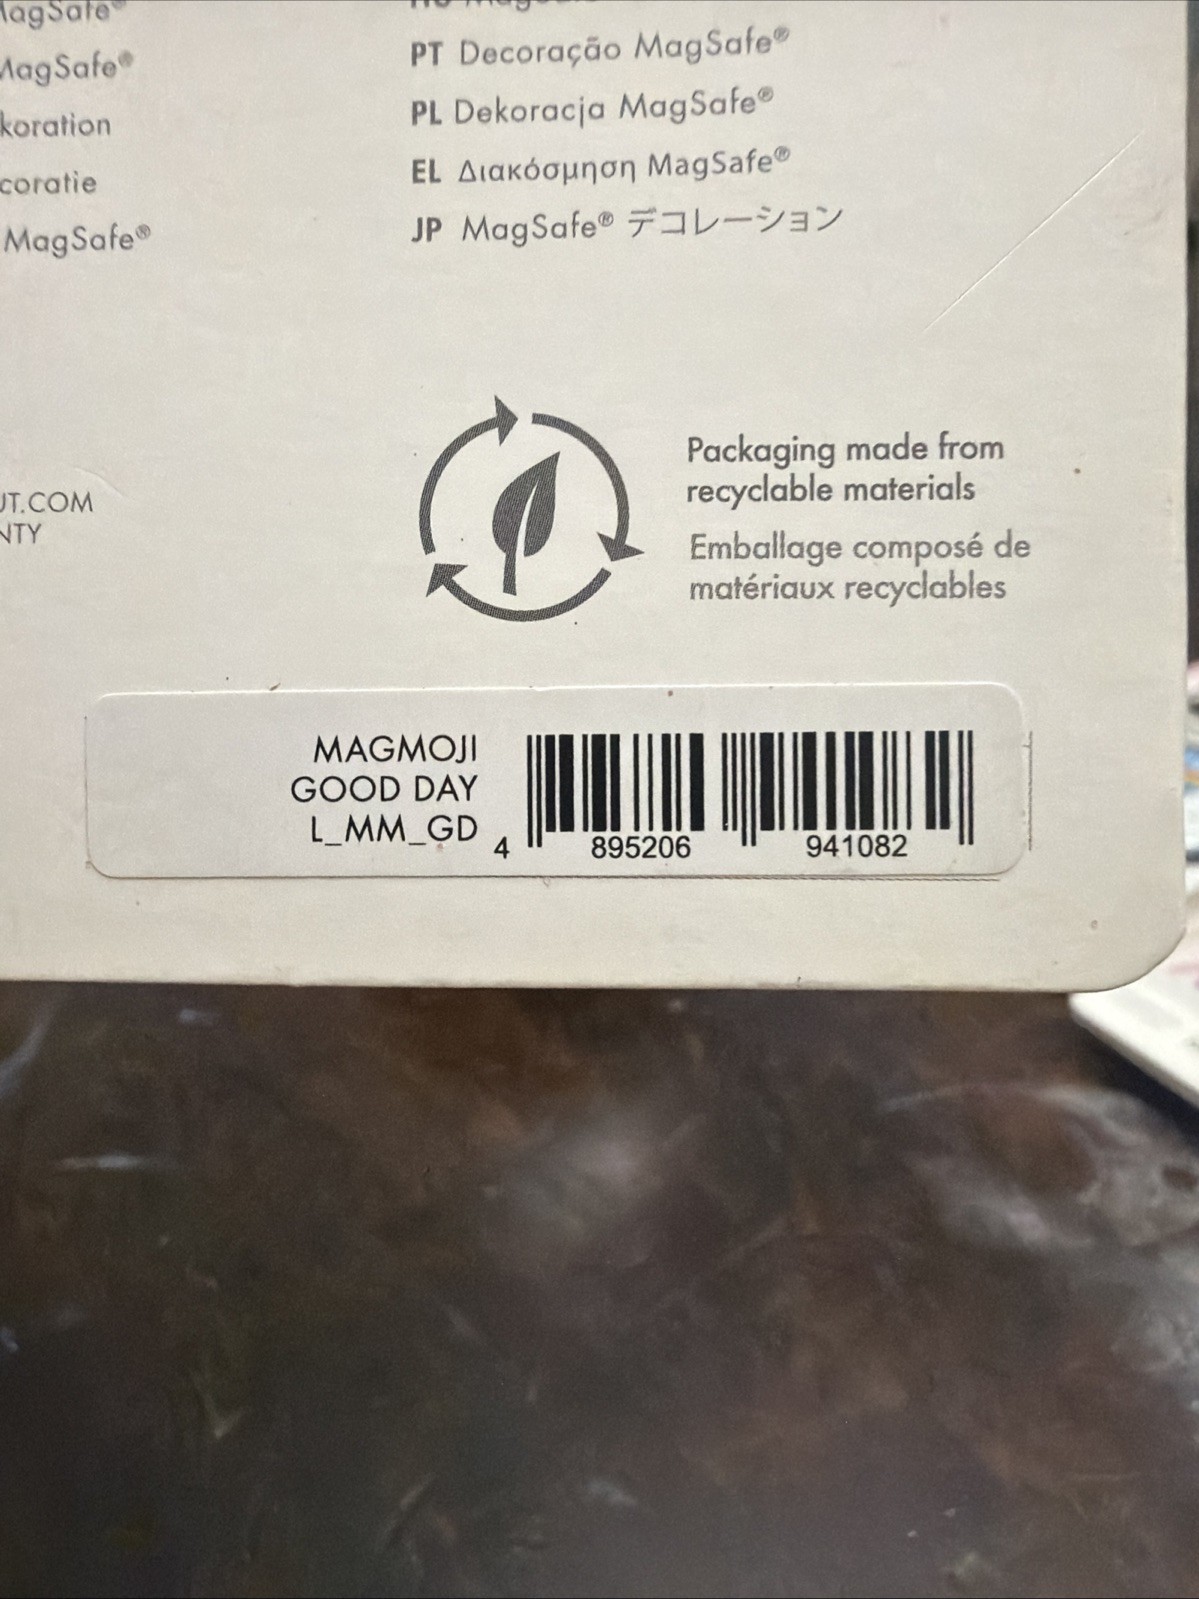 MagSafe®
MagSafe®
koration
coratie
MagSafe®
PT Decoração MagSafe®
PL Dekoracja MagSafe®
EL Διακόσμηση MagSafe®
JP MagSafe® デコレーション
UT.COM
NTY
Packaging made from
recyclable materials
Emballage composé de
matériaux recyclables
MAGMOJI
GOOD DAY
L_MM_GD
4 895206 941082